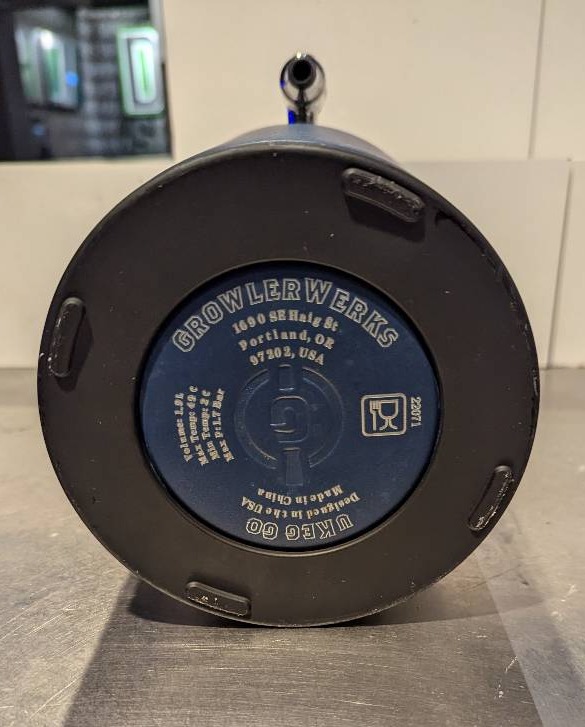 GROWLERWERKS
1690 SE Haig St
Portland, OR
97202, USA
Volume: 1.9L
Max Temp: 49 C
Min Temp: 2 C
Max P: 1.7 Bar
G
22071
UKEG GO
Designed in the USA
Made in China